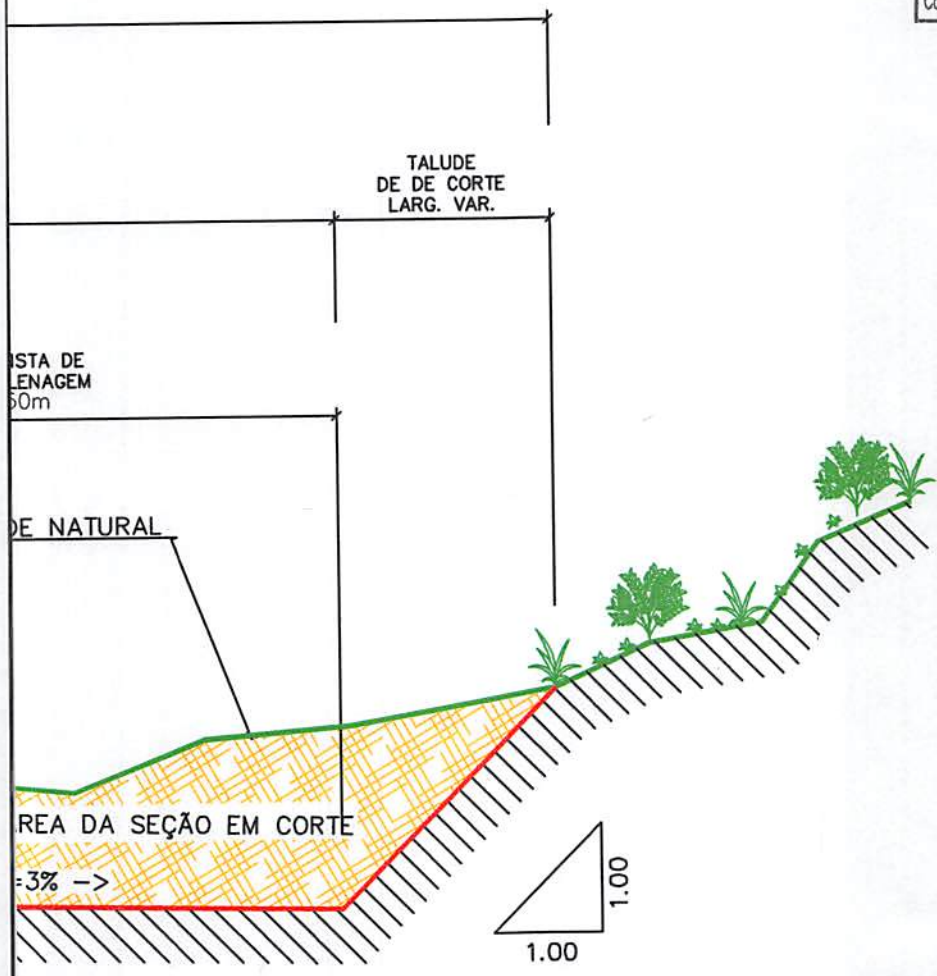 TALUDE
DE DE CORTE
LARG. VAR.
ISTA DE
LENAGEM
50m
DE NATURAL
REA DA SEÇÃO EM CORTE
=3% ->
1.00
1.00